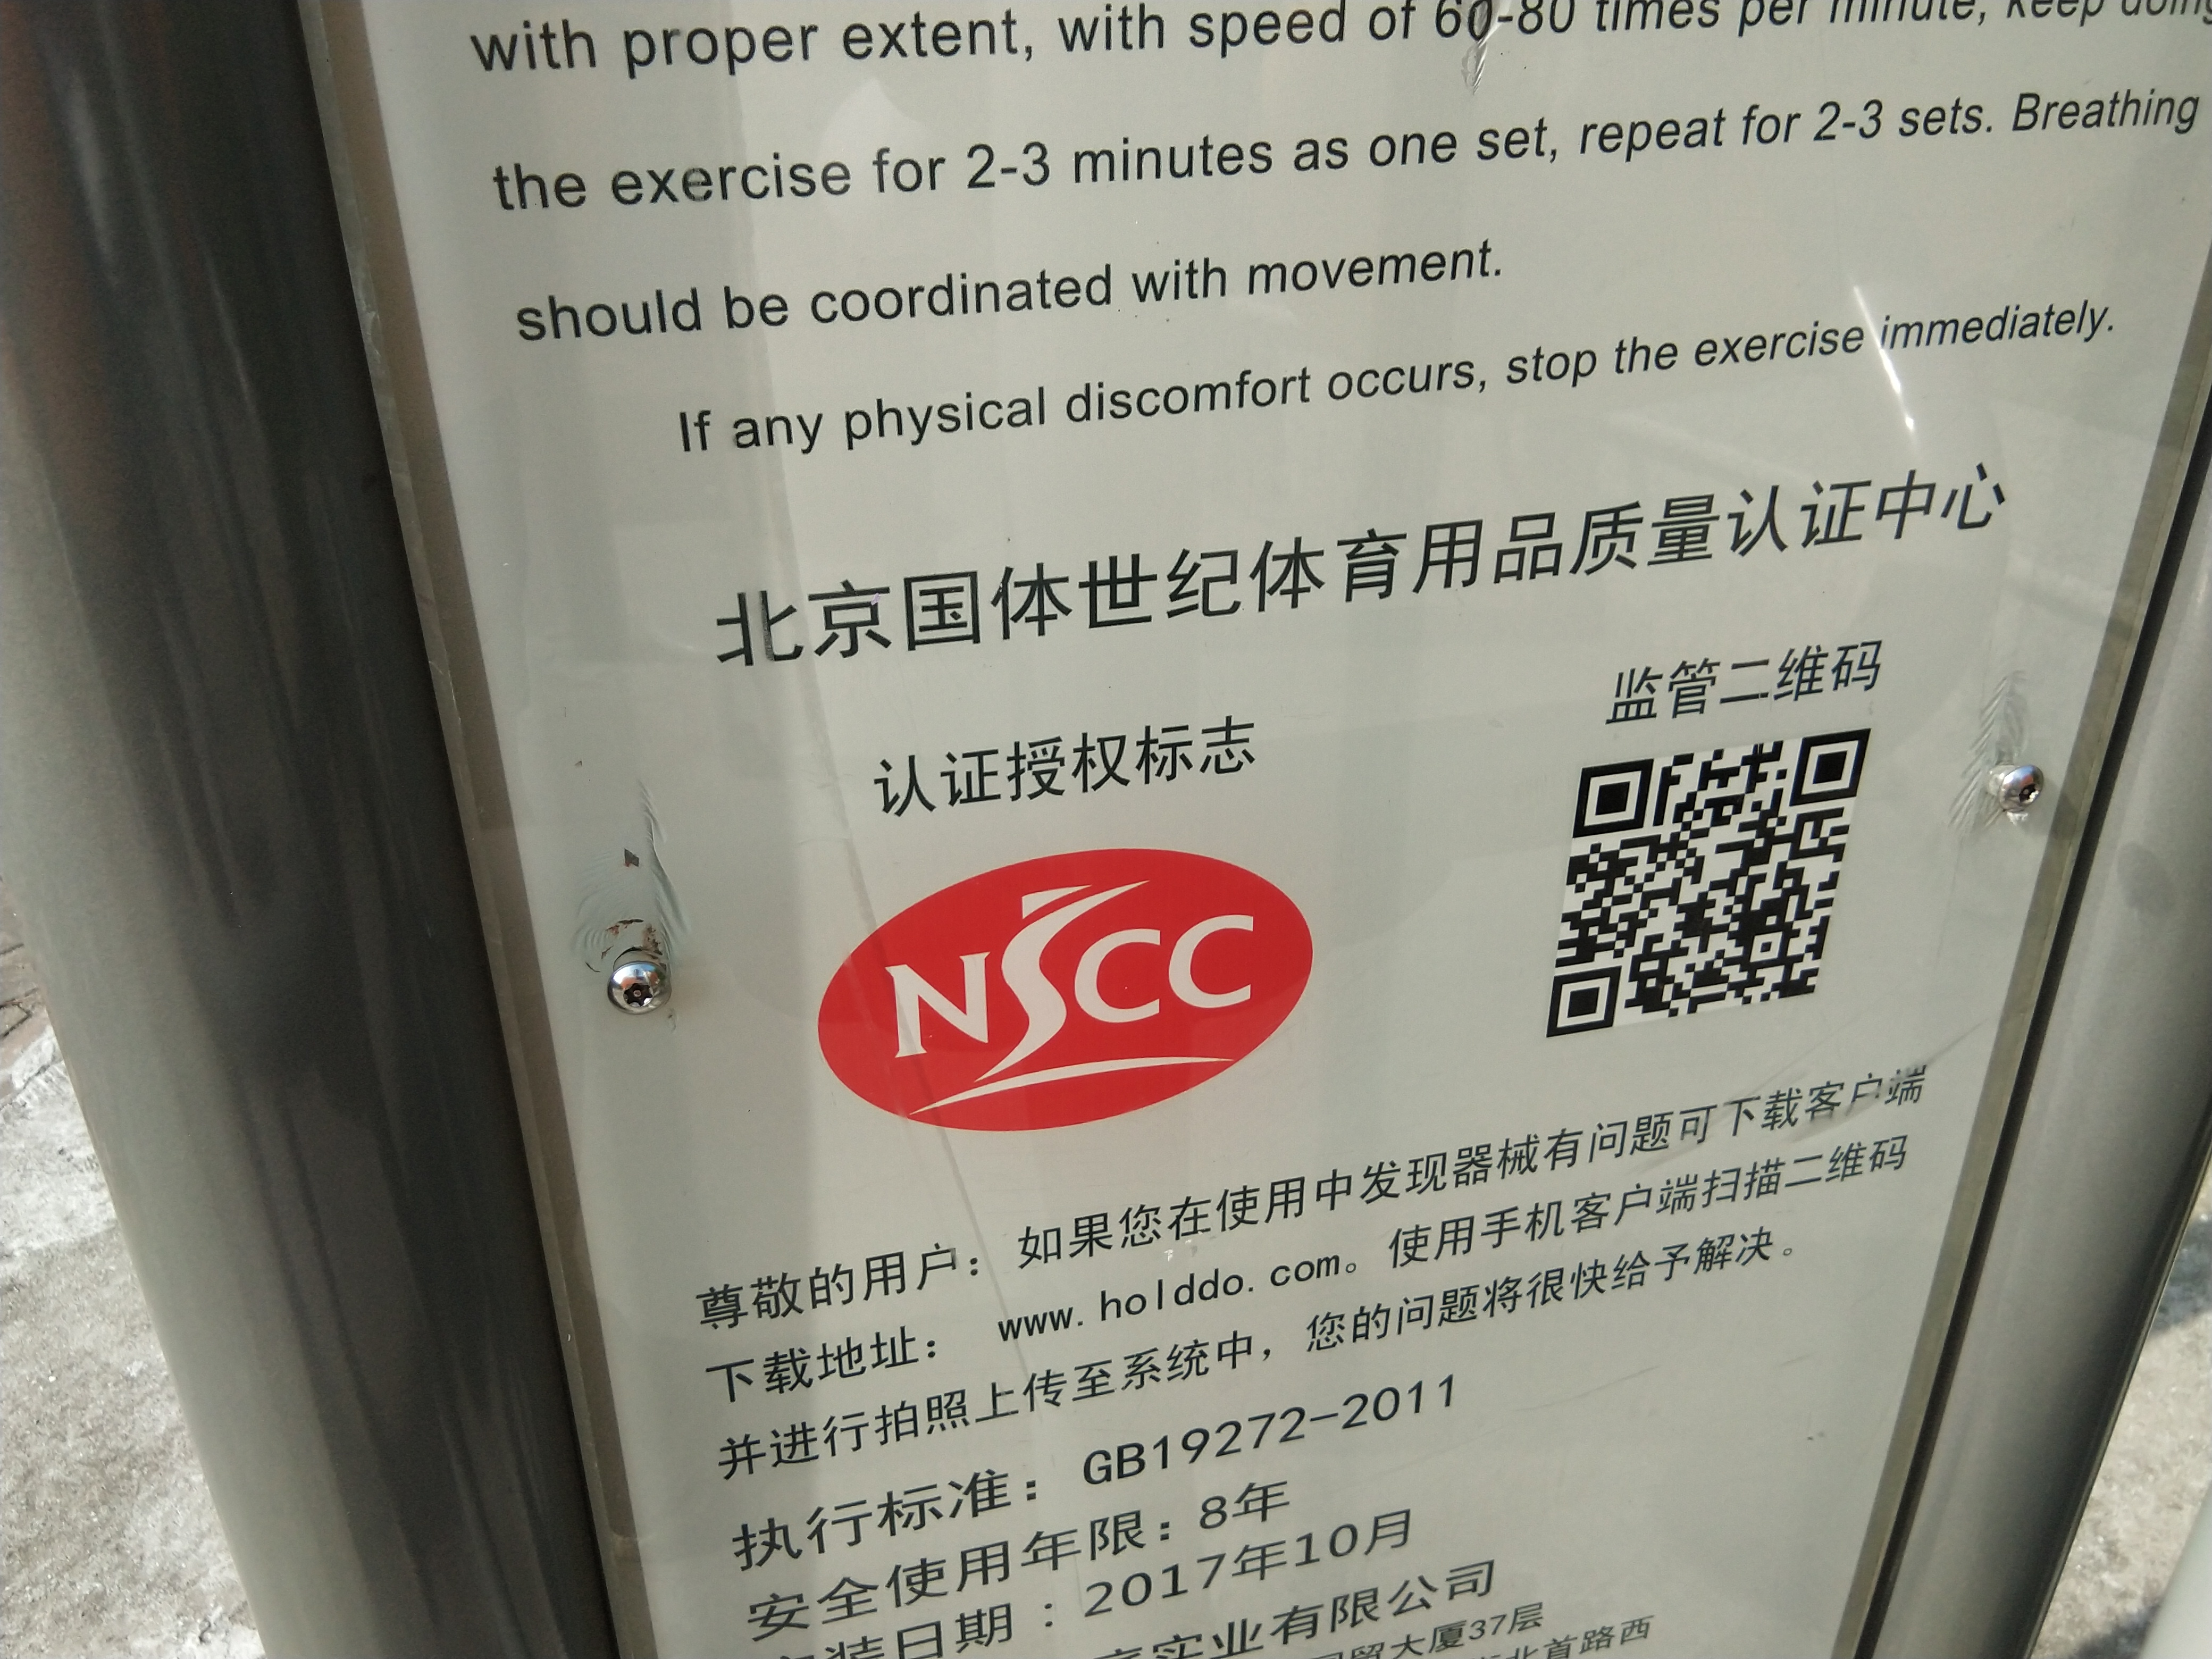 with proper extent, with speed of 60-80 times per minute, keep doing
the exercise for 2-3 minutes as one set, repeat for 2-3 sets. Breathing
should be coordinated with movement.
If any physical discomfort occurs, stop the exercise immediately.
北京国体世纪体育用品质量认证中心
监管二维码
认证授权标志
NSCC
尊敬的用户：如果您在使用中发现器械有问题可下载客户端
下载地址： www.holddo.com。使用手机客户端扫描二维码
并进行拍照上传至系统中，您的问题将很快给予解决。
执行标准：GB19272-2011
安全使用年限：8年
装日期：2017年10月
实业有限公司
贸大厦37层
北首路西